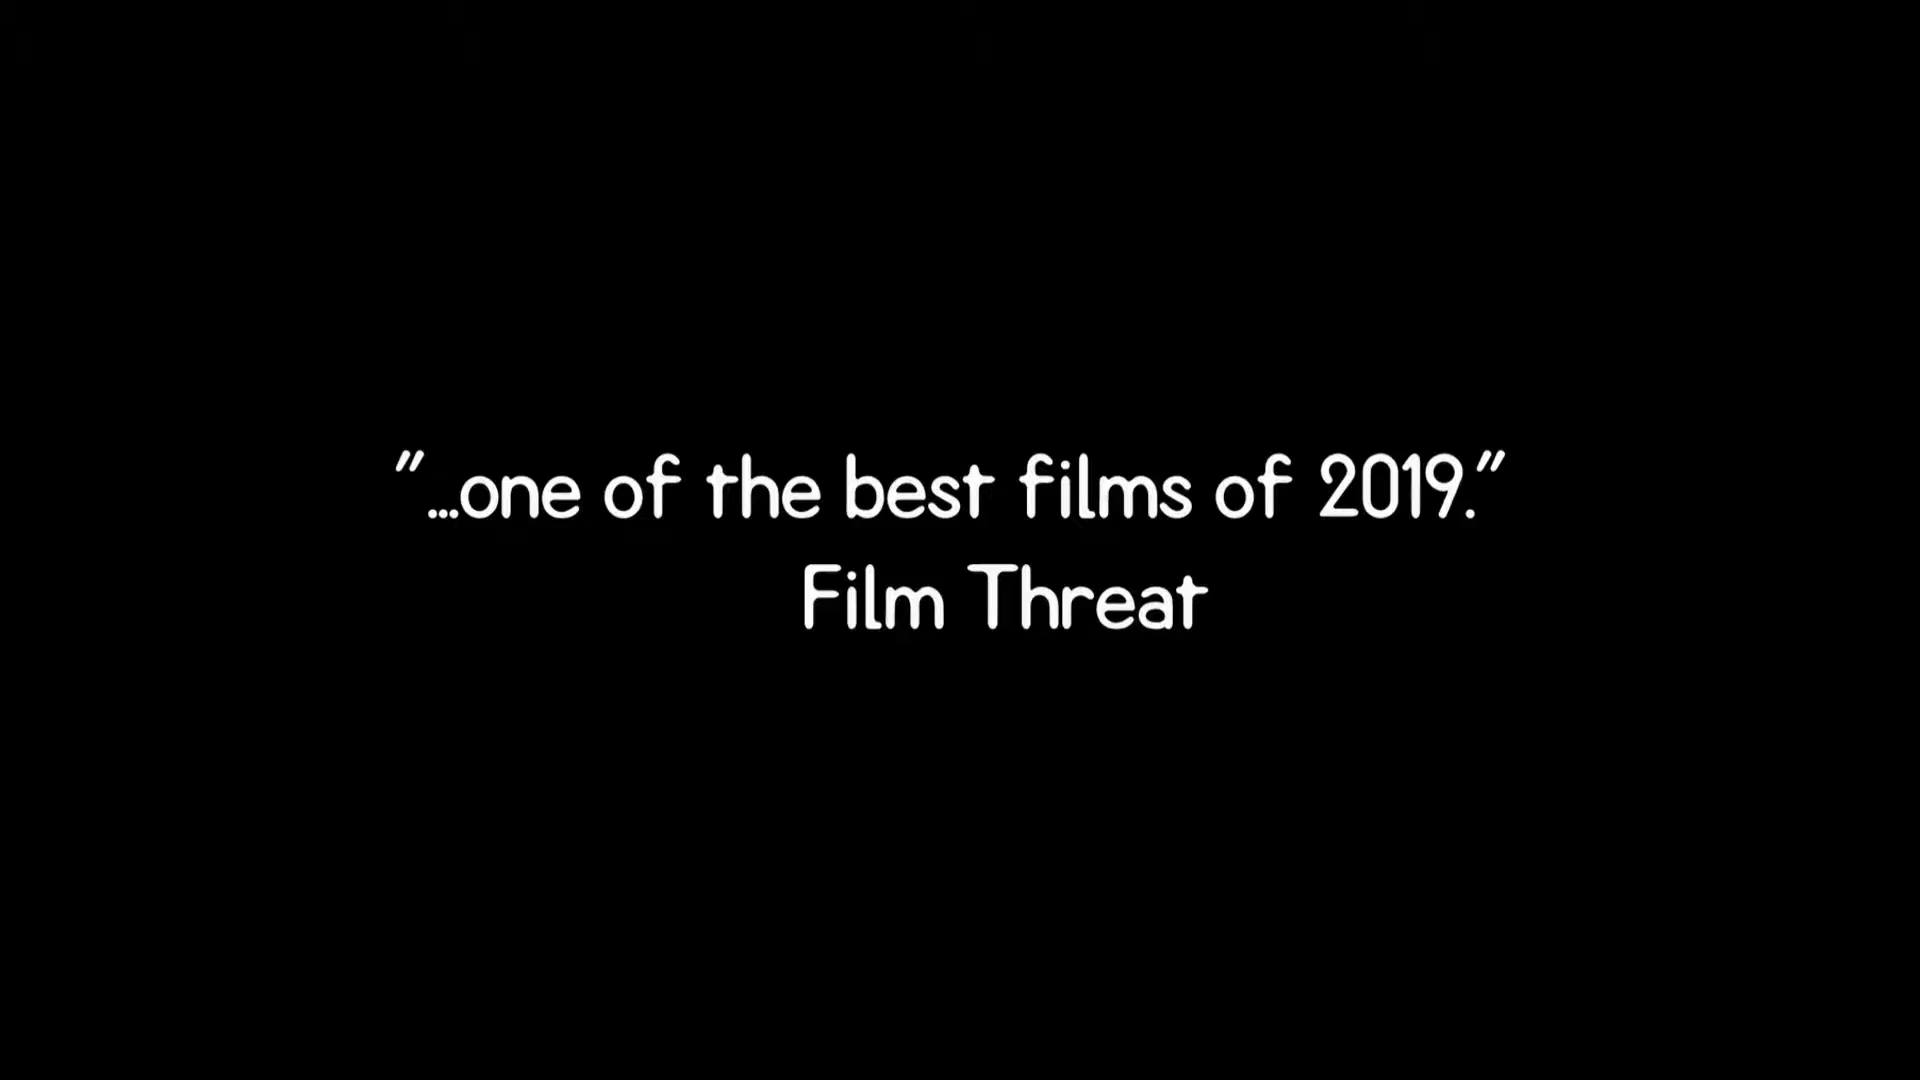 "...one of the best films of 2019."
Film Threat